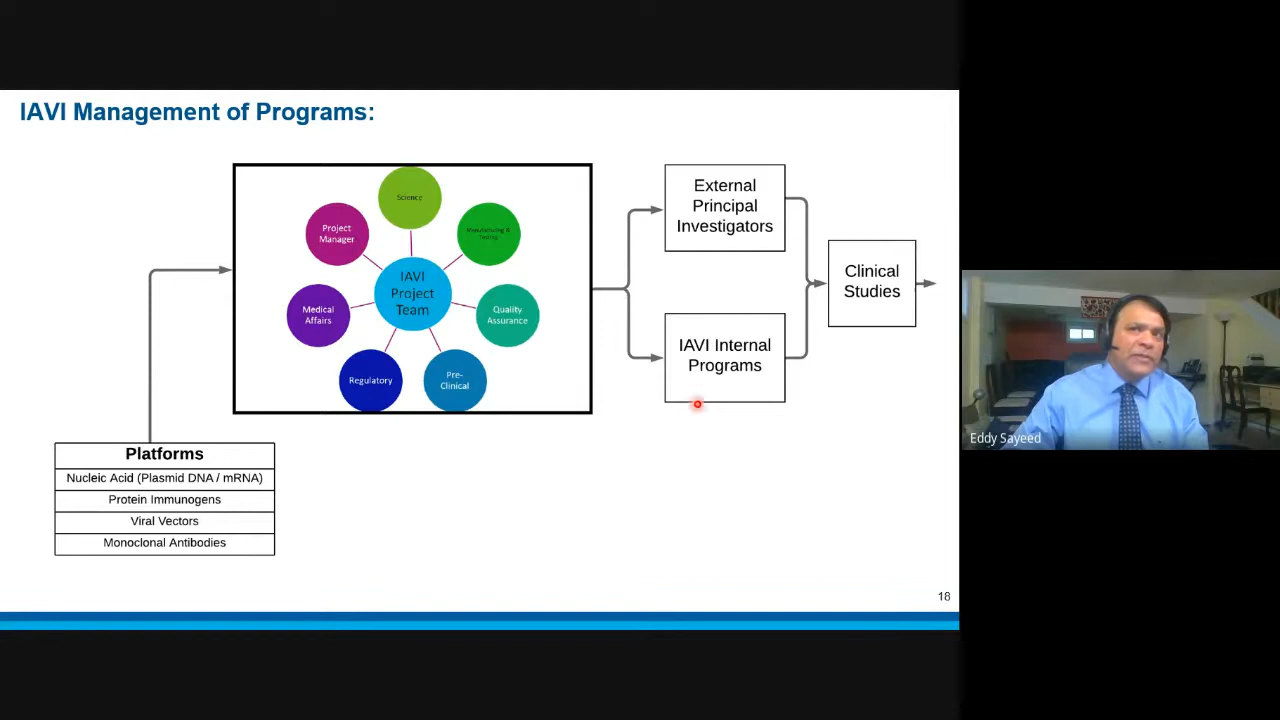 IAVI Management of Programs:
Science
Project
Manager
Manufacturing &
Testing
IAVI
Project
Team
Medical
Affairs
Quality
Assurance
Regulatory
Pre-
Clinical
External
Principal
Investigators
IAVI Internal
Programs
Clinical
Studies
Platforms
Nucleic Acid (Plasmid DNA / mRNA)
Protein Immunogens
Viral Vectors
Monoclonal Antibodies
18
Eddy Sayeed